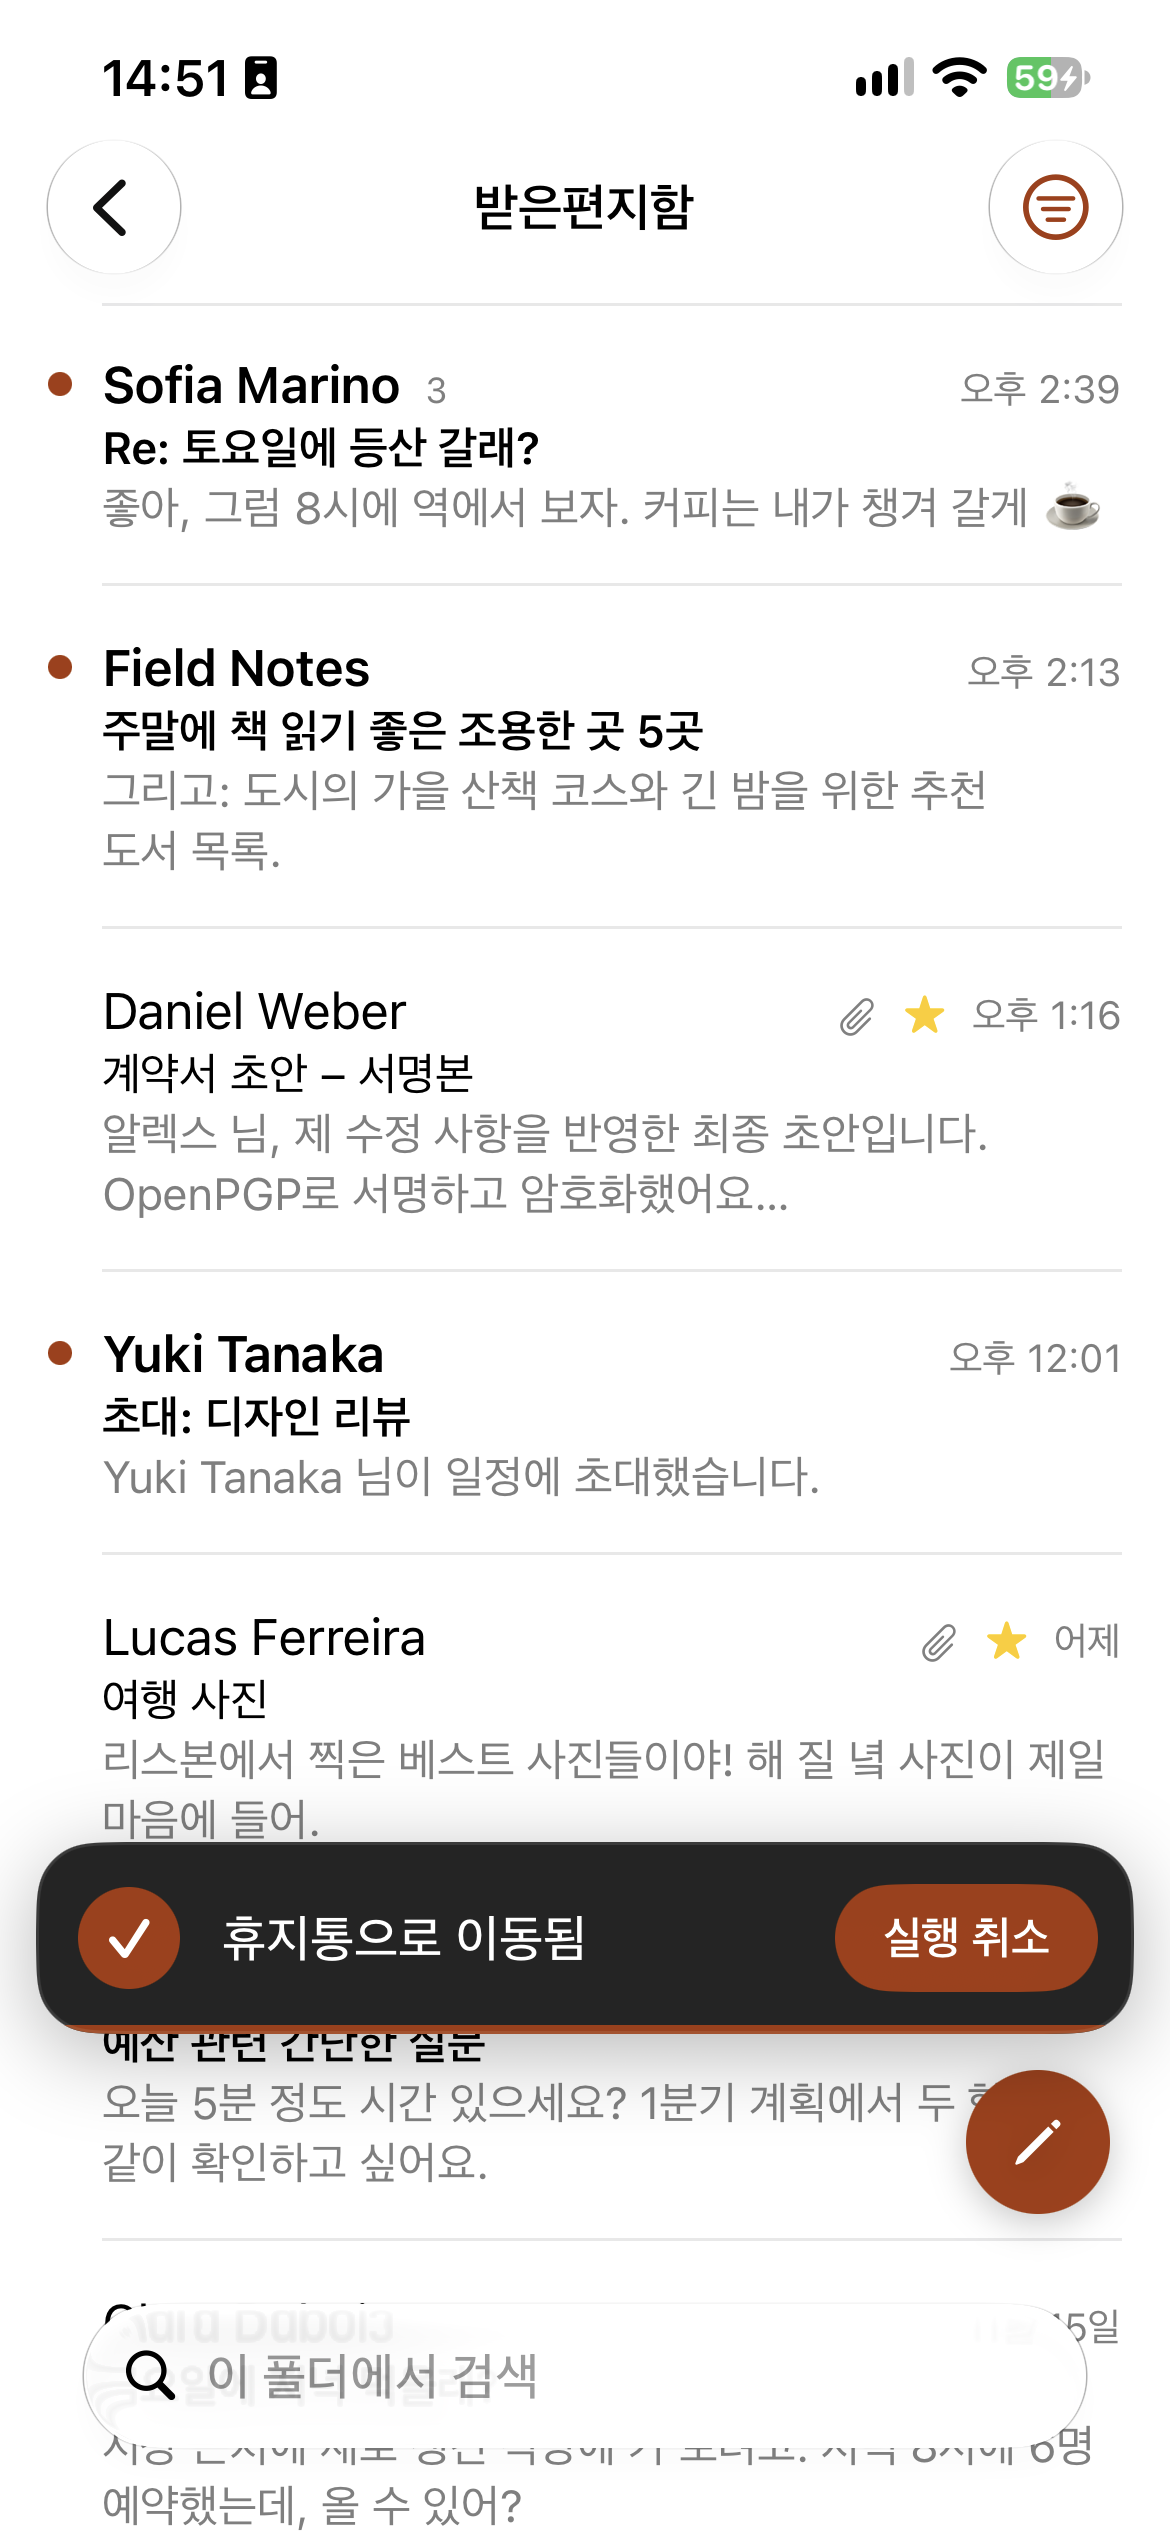 14:51
59
받은편지함
Sofia Marino 3
오후 2:39
Re: 토요일에 등산 갈래?
좋아, 그럼 8시에 역에서 보자. 커피는 내가 챙겨 갈게 ☕
Field Notes
오후 2:13
주말에 책 읽기 좋은 조용한 곳 5곳
그리고: 도시의 가을 산책 코스와 긴 밤을 위한 추천
도서 목록.
Daniel Weber
오후 1:16
계약서 초안 – 서명본
알렉스 님, 제 수정 사항을 반영한 최종 초안입니다.
OpenPGP로 서명하고 암호화했어요...
Yuki Tanaka
오후 12:01
초대: 디자인 리뷰
Yuki Tanaka 님이 일정에 초대했습니다.
Lucas Ferreira
어제
여행 사진
리스본에서 찍은 베스트 사진들이야! 해 질 녘 사진이 제일
마음에 들어.
휴지통으로 이동됨
실행 취소
예산 관련 간단한 질문
오늘 5분 정도 시간 있으세요? 1분기 계획에서 두
같이 확인하고 싶어요.
15일
이 폴더에서 검색
6명
예약했는데, 올 수 있어?